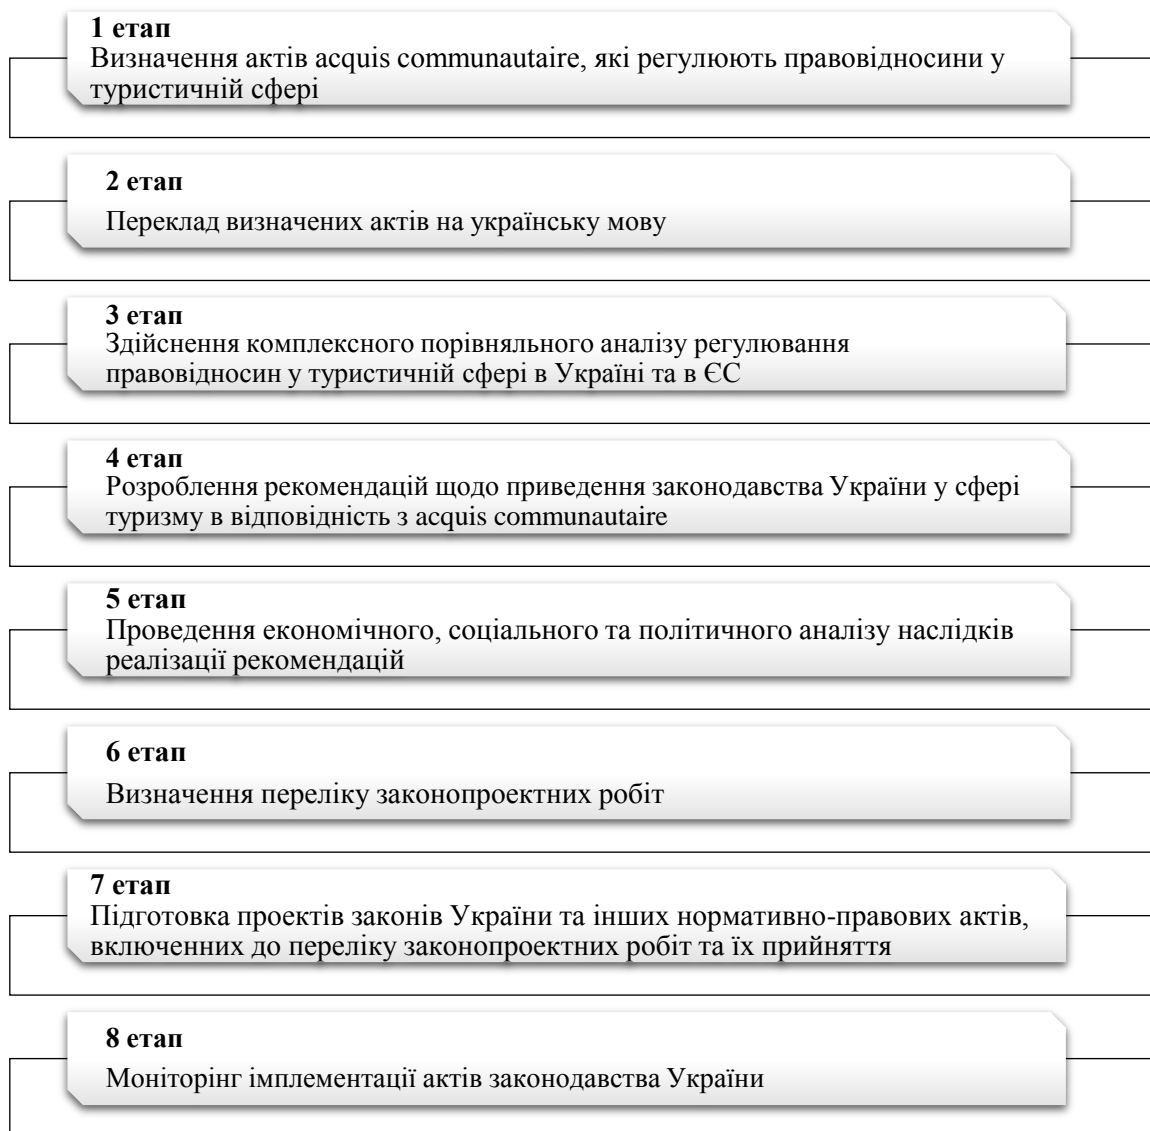 1 етап
Визначення актів acquis communautaire, які регулюють правовідносини у
туристичній сфері
2 етап
Переклад визначених актів на українську мову
3 етап
Здійснення комплексного порівняльного аналізу регулювання
правовідносин у туристичній сфері в Україні та в ЄС
4 етап
Розроблення рекомендацій щодо приведення законодавства України у сфері
туризму в відповідність з acquis communautaire
5 етап
Проведення економічного, соціального та політичного аналізу наслідків
реалізації рекомендацій
6 етап
Визначення переліку законопроектних робіт
7 етап
Підготовка проектів законів України та інших нормативно-правових актів,
включенних до переліку законопроектних робіт та їх прийняття
8 етап
Моніторінг імплементації актів законодавства України